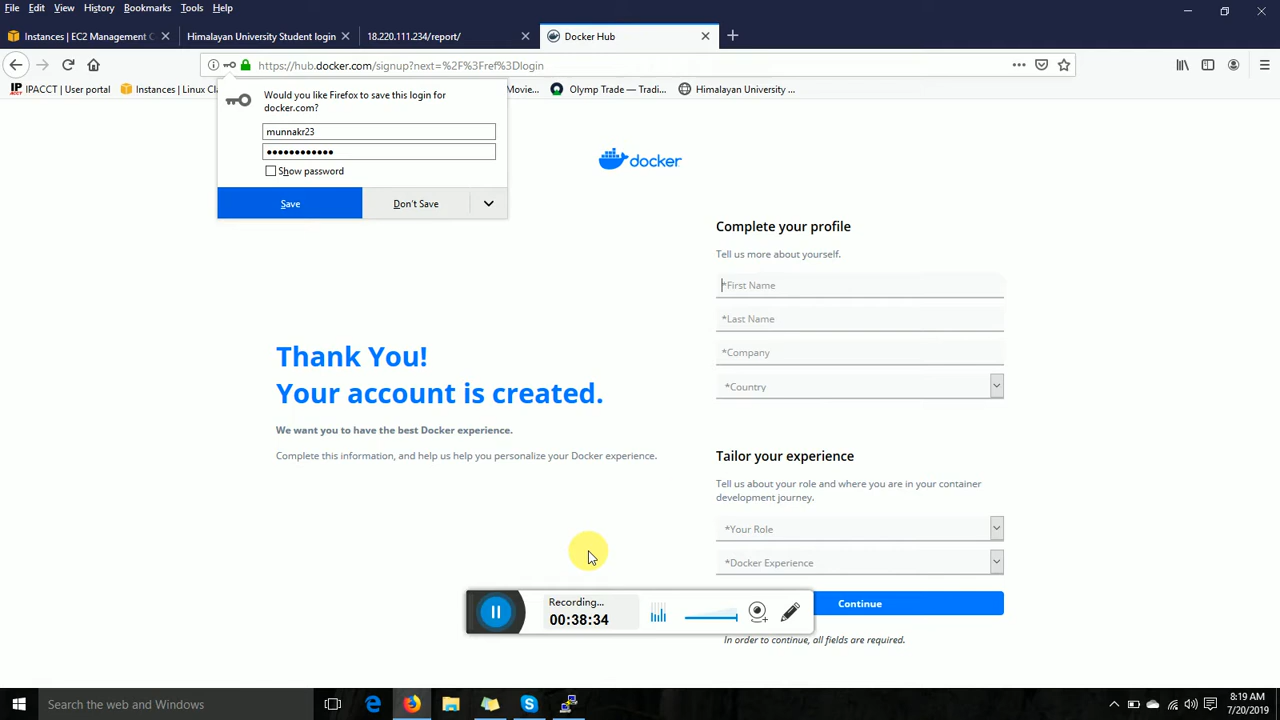 File Edit View History Bookmarks Tools Help
Instances | EC2 Management C
Himalayan University Student login
18.220.111.234/report/
Docker Hub
https://hub.docker.com/signup?next=%2F%3Fref%3Dlogin
IPACCT | User portal
Instances | Linux Cla
Movie...
Olymp Trade — Tradi...
Himalayan University ...
Would you like Firefox to save this login for
docker.com?
munnakr23
••••••••••••
Show password
Save
Don't Save
docker
Complete your profile
Tell us more about yourself.
*First Name
*Last Name
*Company
*Country
Thank You!
Your account is created.
We want you to have the best Docker experience.
Complete this information, and help us help you personalize your Docker experience.
Tailor your experience
Tell us about your role and where you are in your container
development journey.
*Your Role
*Docker Experience
Continue
In order to continue, all fields are required.
Recording...
00:38:34
Search the web and Windows
8:19 AM
7/20/2019